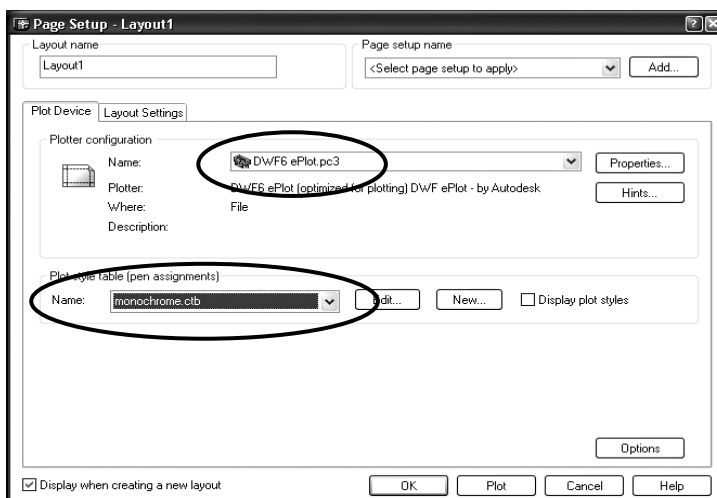 Page Setup - Layout1
Layout name
Layout1
Page setup name
<Select page setup to apply>
Add...
Plot Device
Layout Settings
Plotter configuration
Name:
DWF6 ePlot.pc3
Properties...
Plotter:
DWF6 ePlot (optimized for plotting) DWF ePlot - by Autodesk
Hints...
Where:
File
Description:
Plot style table (pen assignments)
Name:
monochrome.ctb
Edit...
New...
Display plot styles
Options
Display when creating a new layout
OK
Plot
Cancel
Help